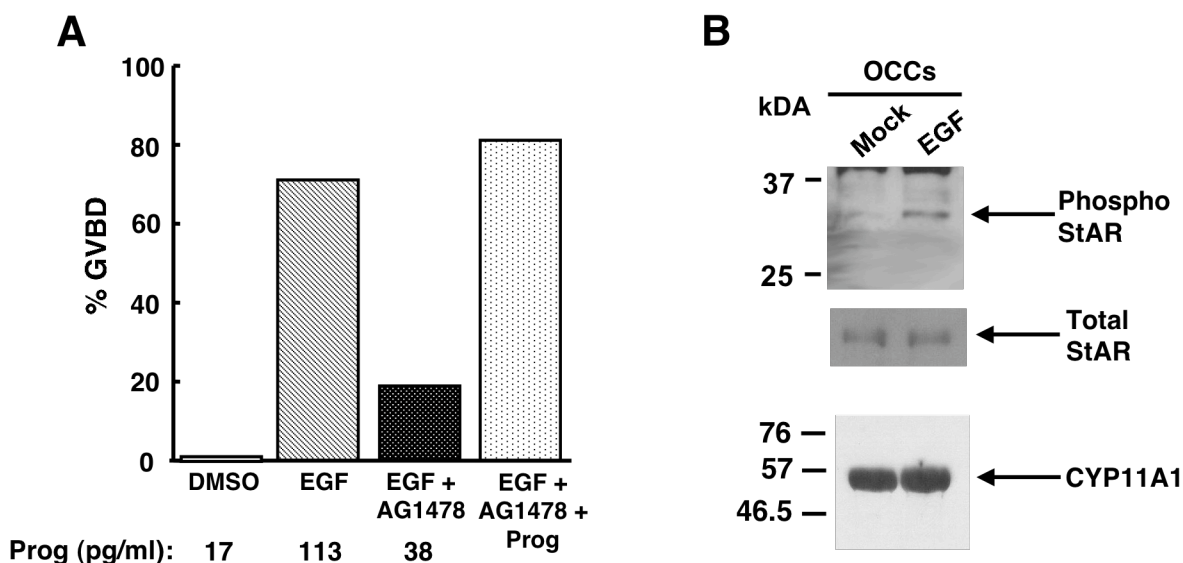 A
100
80
60
40
20
0
% GVBD
DMSO
EGF
EGF +
AG1478
EGF +
AG1478 +
Prog
Prog (pg/ml): 17 113 38
B
OCCs
kDA
Mock
EGF
37
25
Phospho
StAR
Total
StAR
76
57
46.5
CYP11A1